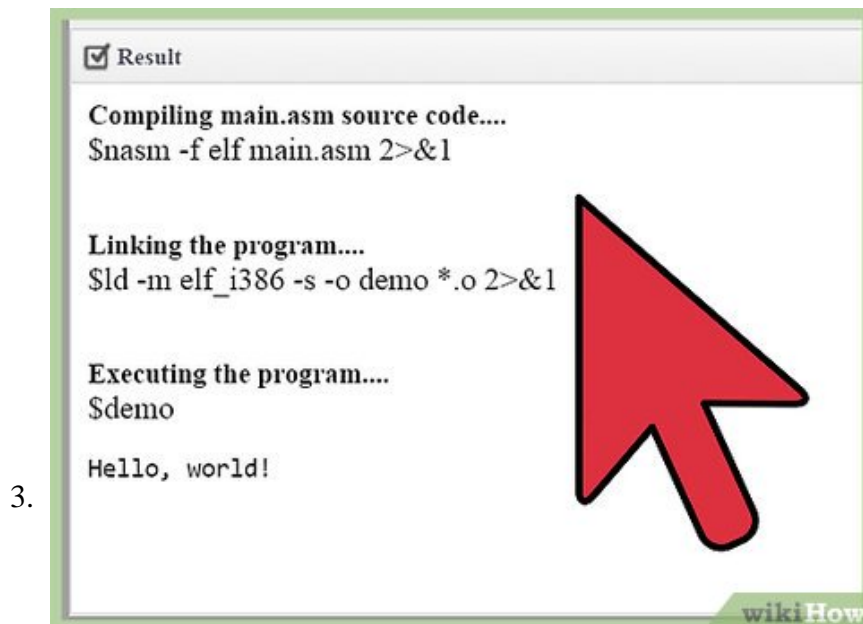 Result
Compiling main.asm source code....
$nasm -f elf main.asm 2>&1
Linking the program....
$ld -m elf_i386 -s -o demo *.o 2>&1
Executing the program....
$demo
Hello, world!
3.
wikiHow